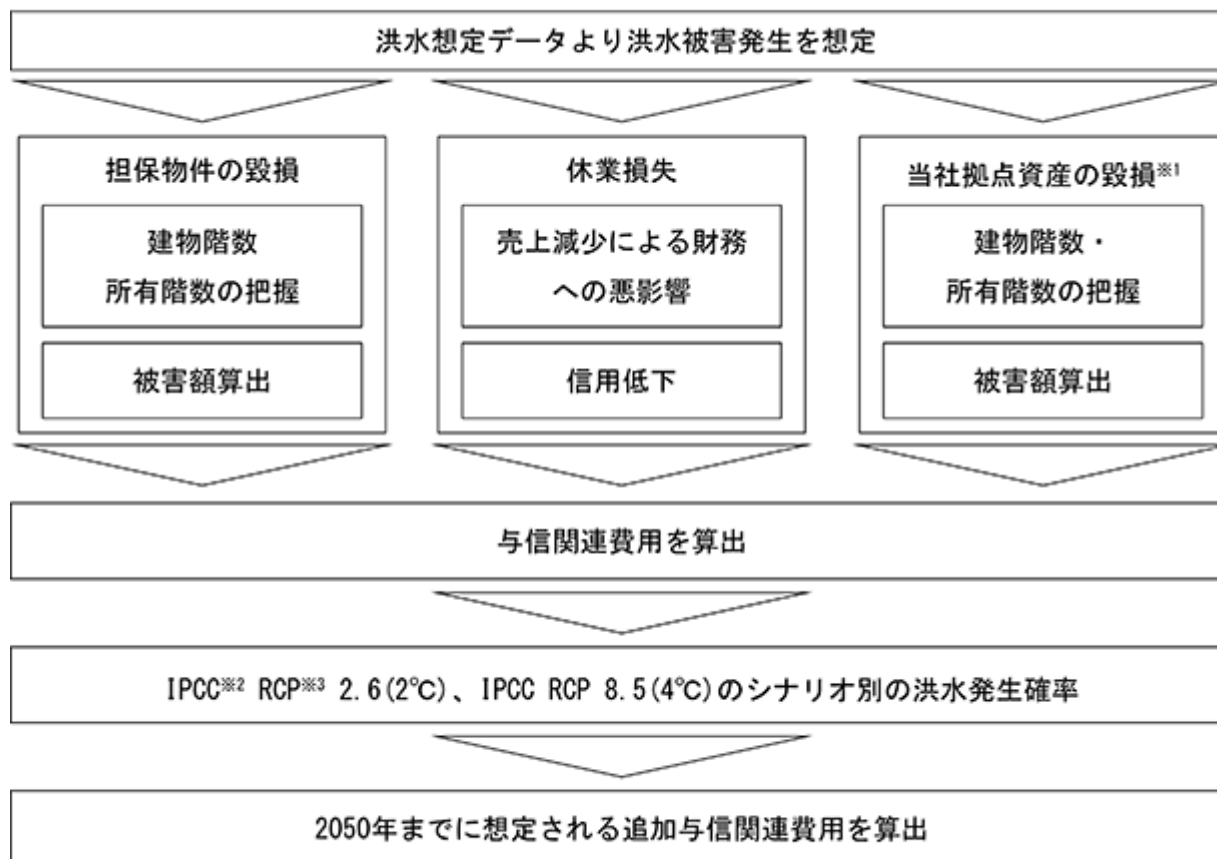 洪水想定データより洪水被害発生を想定
担保物件の毀損
建物階数
所有階数の把握
被害額算出
休業損失
売上減少による財務
への悪影響
信用低下
当社拠点資産の毀損※1
建物階数・
所有階数の把握
被害額算出
与信関連費用を算出
IPCC※2 RCP※3 2.6(2℃)、IPCC RCP 8.5(4℃)のシナリオ別の洪水発生確率
2050年までに想定される追加与信関連費用を算出